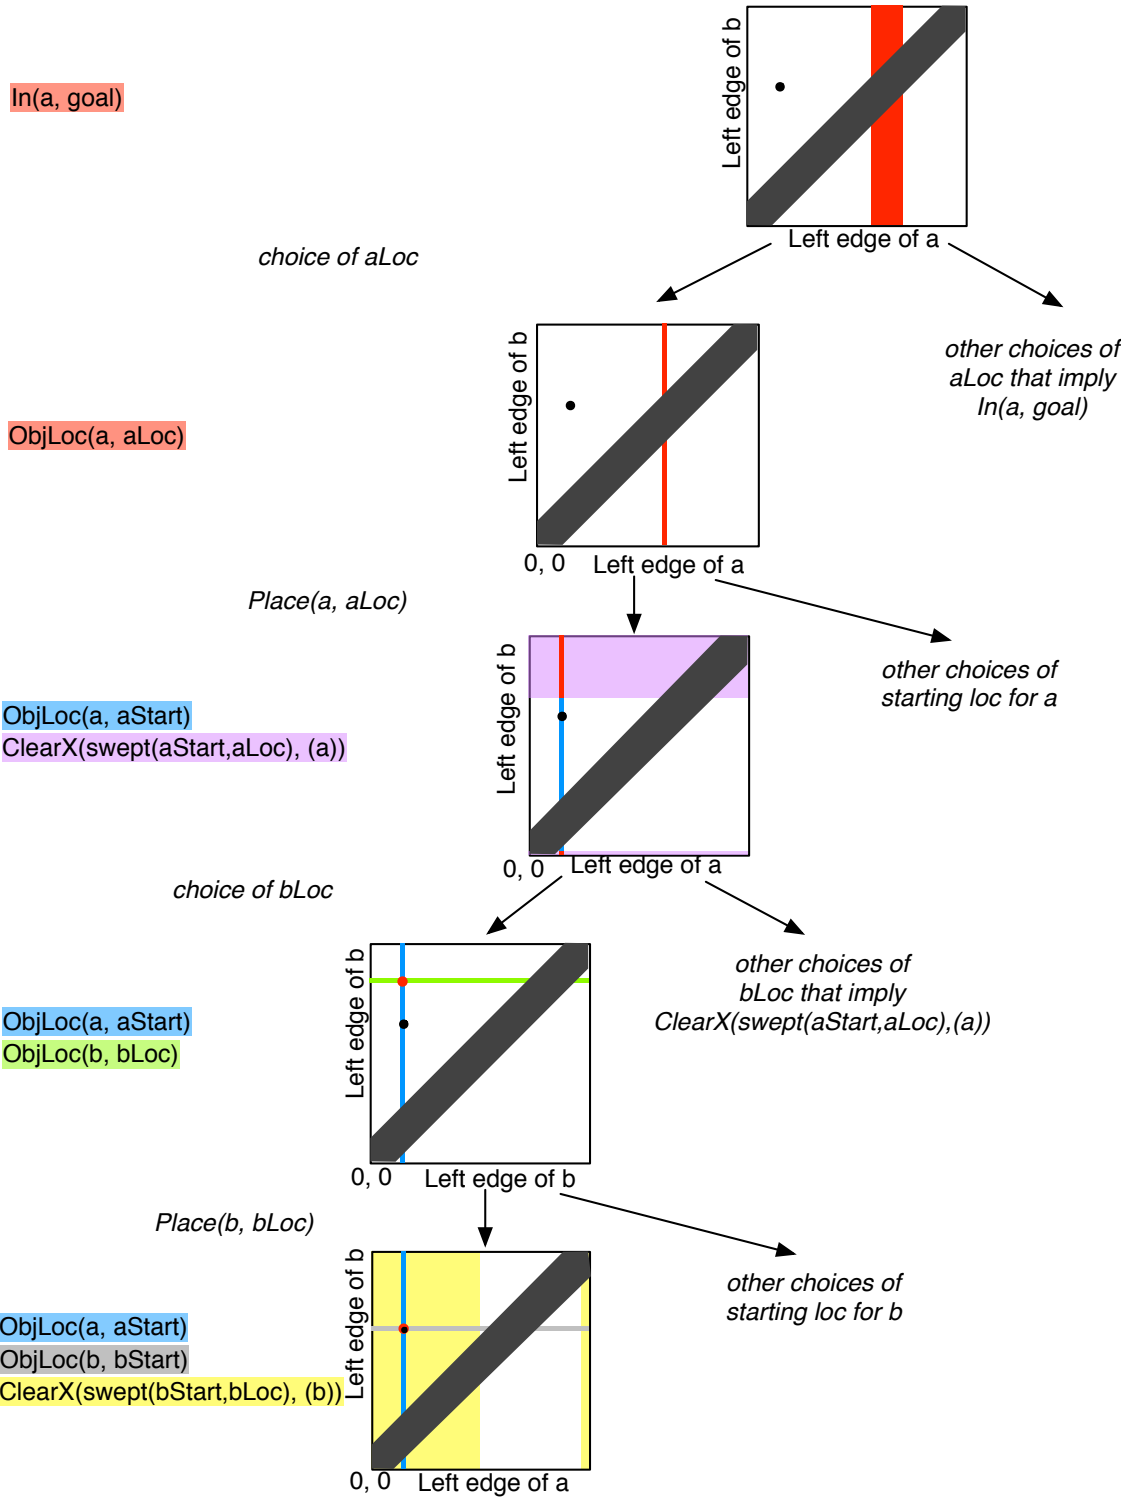 Left edge of b
In(a, goal)
Left edge of a
choice of aLoc
other choices of
aLoc that imply
In(a, goal)
Left edge of b
ObjLoc(a, aLoc)
0, 0
Left edge of a
Place(a, aLoc)
Left edge of b
other choices of
starting loc for a
ObjLoc(a, aStart)
ClearX(swept(aStart,aLoc), (a))
0, 0
Left edge of a
choice of bLoc
Left edge of b
other choices of
bLoc that imply
ClearX(swept(aStart,aLoc),(a))
ObjLoc(a, aStart)
ObjLoc(b, bLoc)
0, 0
Left edge of b
Place(b, bLoc)
Left edge of b
other choices of
starting loc for b
ObjLoc(a, aStart)
ObjLoc(b, bStart)
ClearX(swept(bStart,bLoc), (b))
0, 0
Left edge of a